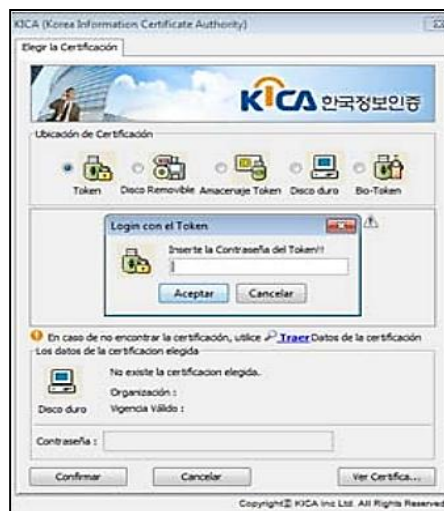 KICA (Korea Information Certificate Authority)
Elegir la Certificación
KICA 한국정보인증
Ubicación de Certificación
Token Disco Removible Amacenaje Token Disco duro Bio-Token
Login con el Token
Inserte la Contraseña del Token!!
Aceptar Cancelar
En caso de no encontrar la certificación, utilice Traer Datos de la certificación
Los datos de la certificacion elegida
No existe la certificacion elegida.
Organización :
Disco duro Vigencia Válido :
Contraseña :
Confirmar Cancelar Ver Certifica...
Copyright KICA Inc Ltd. All Rights Reserved